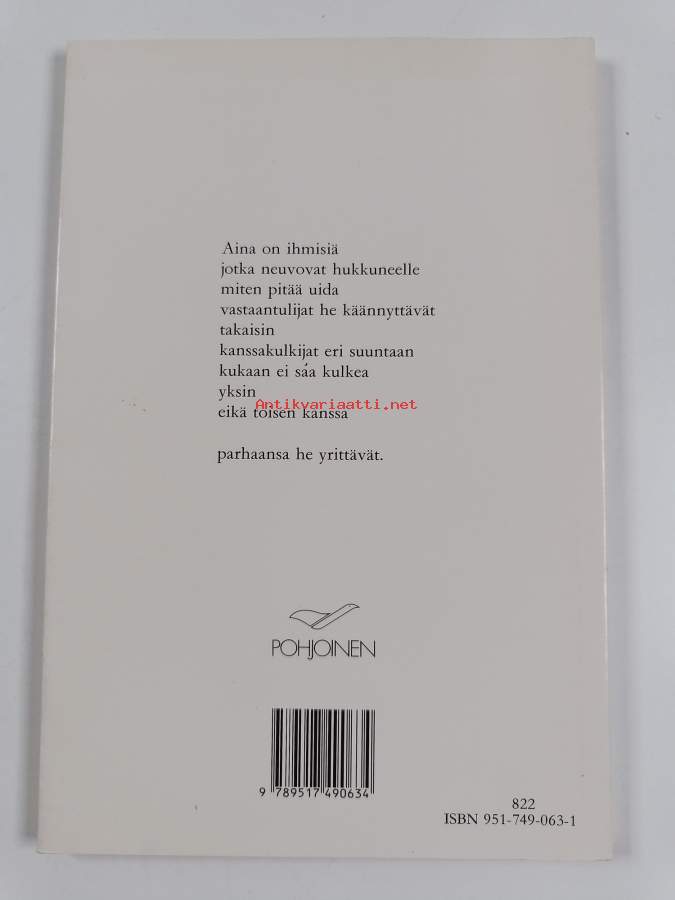 Aina on ihmisiä
jotka neuvovat hukkuneelle
miten pitää uida
vastaantulijat he käännyttävät
takaisin
kanssakulkijat eri suuntaan
kukaan ei saa kulkea
yksin
Antikvariaatti.net
eikä toisen kanssa
parhaansa he yrittävät.
POHJOINEN
9 789517 490634
822
ISBN 951-749-063-1